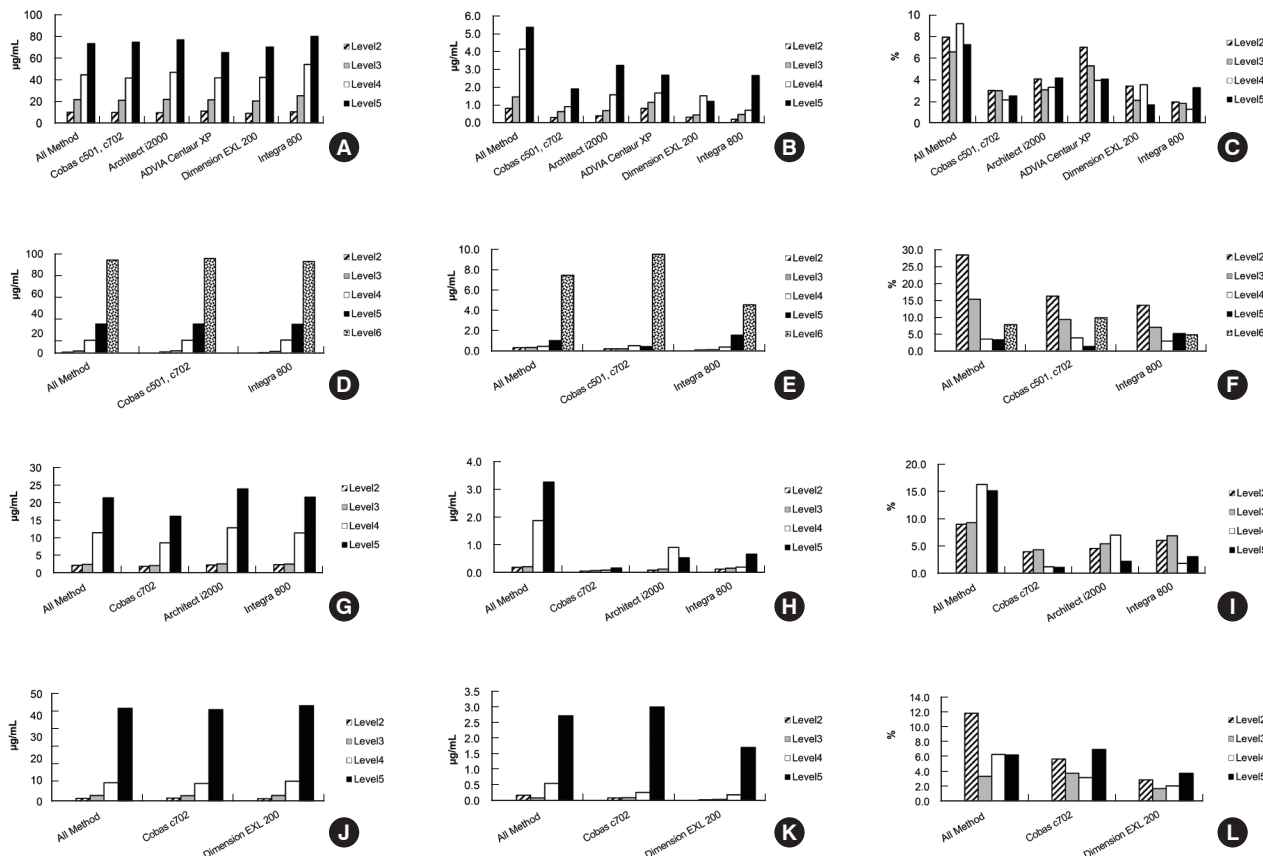 µg/mL
100
80
60
40
20
0
All Method
Cobas c501, c702
Architect i2000
ADVIA Centaur XP
Dimension EXL 200
Integra 800
Level2
Level3
Level4
Level5
A
µg/mL
6.0
5.0
4.0
3.0
2.0
1.0
0.0
All Method
Cobas c501, c702
Architect i2000
ADVIA Centaur XP
Dimension EXL 200
Integra 800
Level2
Level3
Level4
Level5
B
%
10
8
6
4
2
0
All Method
Cobas c501, c702
Architect i2000
ADVIA Centaur XP
Dimension EXL 200
Integra 800
Level2
Level3
Level4
Level5
C
µg/mL
100
80
60
40
20
0
All Method
Cobas c501, c702
Integra 800
Level2
Level3
Level4
Level5
Level6
D
µg/mL
10.0
8.0
6.0
4.0
2.0
0.0
All Method
Cobas c501, c702
Integra 800
Level2
Level3
Level4
Level5
Level6
E
%
30.0
25.0
20.0
15.0
10.0
5.0
0.0
All Method
Cobas c501, c702
Integra 800
Level2
Level3
Level4
Level5
Level6
F
µg/mL
30
25
20
15
10
5
0
All Method
Cobas c702
Architect i2000
Integra 800
Level2
Level3
Level4
Level5
G
µg/mL
4.0
3.0
2.0
1.0
0.0
All Method
Cobas c702
Architect i2000
Integra 800
Level2
Level3
Level4
Level5
H
%
20.0
15.0
10.0
5.0
0.0
All Method
Cobas c702
Architect i2000
Integra 800
Level2
Level3
Level4
Level5
I
µg/mL
50
40
30
20
10
0
All Method
Cobas c702
Dimension EXL 200
Level2
Level3
Level4
Level5
J
µg/mL
3.5
3.0
2.5
2.0
1.5
1.0
0.5
0.0
All Method
Cobas c702
Dimension EXL 200
Level2
Level3
Level4
Level5
K
%
14.0
12.0
10.0
8.0
6.0
4.0
2.0
0.0
All Method
Cobas c702
Dimension EXL 200
Level2
Level3
Level4
Level5
L